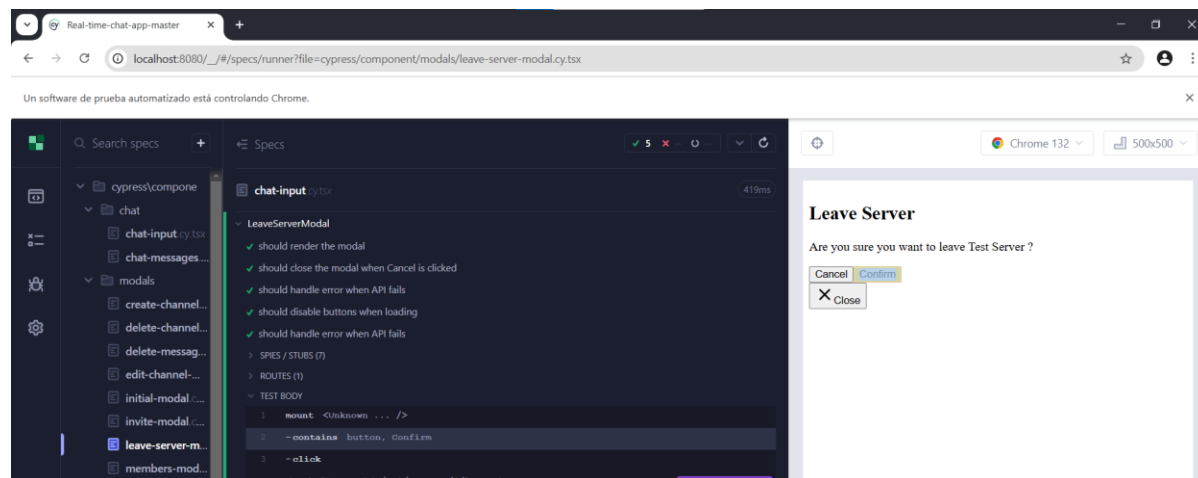 Real-time-chat-app-master
localhost:8080/__/#/specs/runner?file=cypress/component/modals/leave-server-modal.cy.tsx
Un software de prueba automatizado está controlando Chrome.
Search specs
+
cypress\compone
chat
chat-input.cy.tsx
chat-messages....
modals
create-channel...
delete-channel...
delete-messag...
edit-channel-...
initial-modal.c...
invite-modal.c...
leave-server-m...
members-mod...
Specs
5 -- --
chat-input.cy.tsx 419ms
LeaveServerModal
should render the modal
should close the modal when Cancel is clicked
should handle error when API fails
should disable buttons when loading
should handle error when API fails
SPIES / STUBS (7)
ROUTES (1)
TEST BODY
1 mount <Unknown ... />
2 -contains button, Confirm
3 -click
Chrome 132
500x500
Leave Server
Are you sure you want to leave Test Server ?
Cancel Confirm
Close